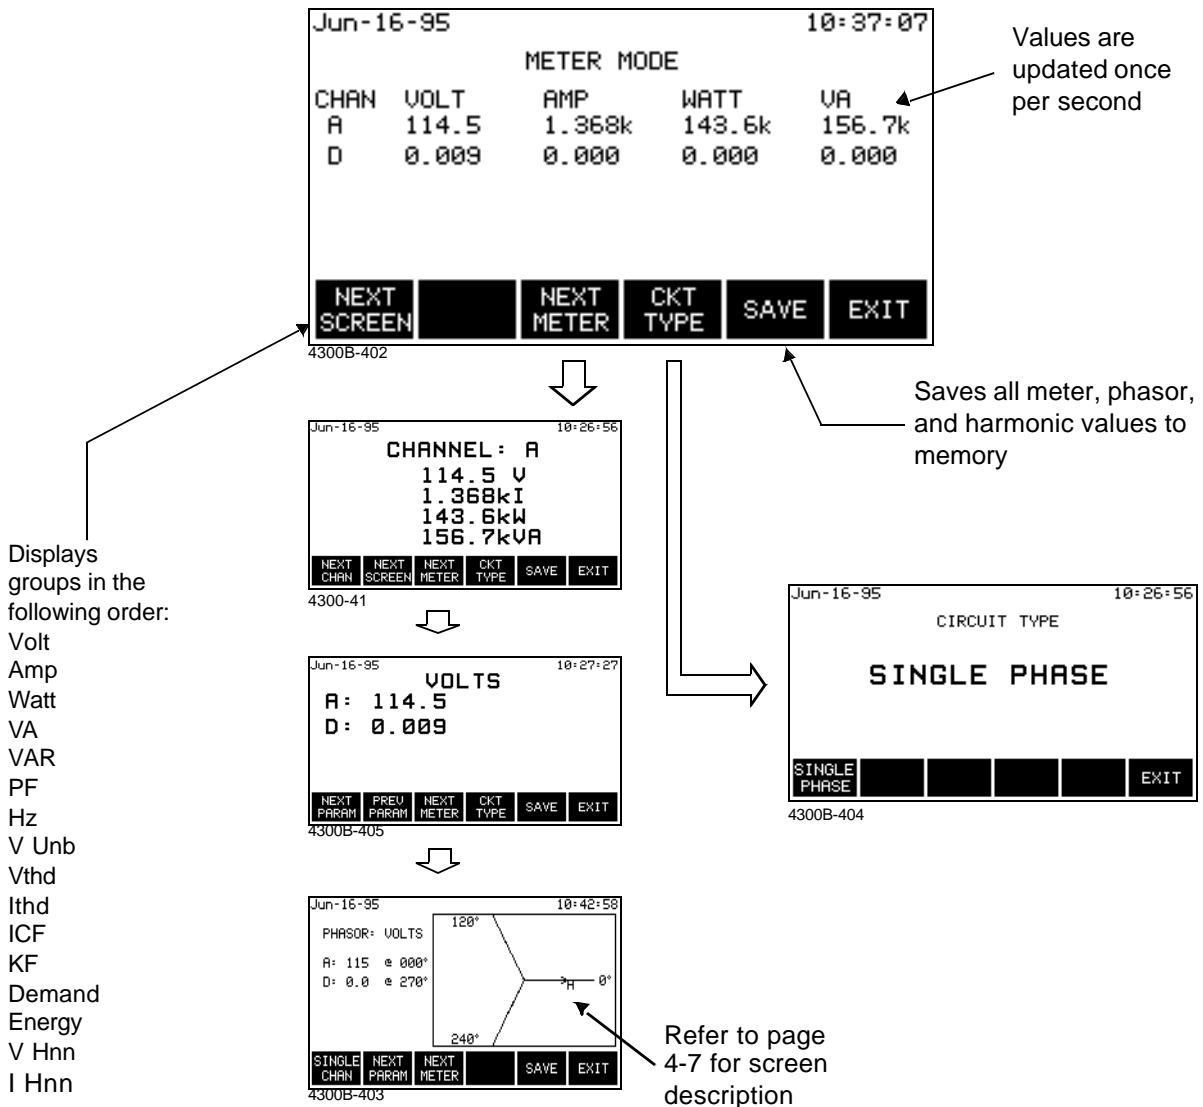 Jun-16-95 10:37:07
METER MODE
CHAN VOLT AMP WATT VA
A 114.5 1.368k 143.6k 156.7k
D 0.009 0.000 0.000 0.000
NEXT SCREEN NEXT METER CKT TYPE SAVE EXIT
4300B-402
Values are
updated once
per second
Saves all meter, phasor,
and harmonic values to
memory
Displays
groups in the
following order:
Volt
Amp
Watt
VA
VAR
PF
Hz
V Unb
Vthd
Ithd
ICF
KF
Demand
Energy
V Hnn
I Hnn
Jun-16-95 10:26:56
CHANNEL: A
114.5 V
1.368kI
143.6kW
156.7kVA
NEXT CHAN NEXT SCREEN NEXT METER CKT TYPE SAVE EXIT
4300-41
Jun-16-95 10:27:27
VOLTS
A: 114.5
D: 0.009
NEXT PARAM PREV PARAM NEXT METER CKT TYPE SAVE EXIT
4300B-405
Jun-16-95 10:26:56
CIRCUIT TYPE
SINGLE PHASE
SINGLE PHASE EXIT
4300B-404
Jun-16-95 10:42:58
PHASOR: VOLTS
A: 115 @ 000°
D: 0.0 @ 270°
120°
A
0°
240°
SINGLE CHAN NEXT PARAM NEXT METER SAVE EXIT
4300B-403
Refer to page
4-7 for screen
description